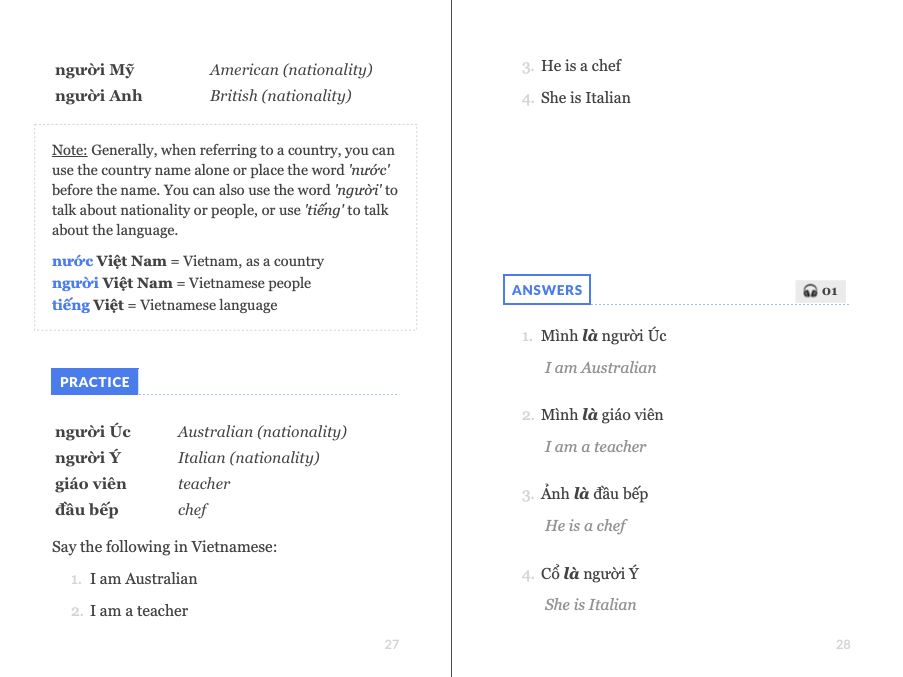 người Mỹ American (nationality)
người Anh British (nationality)
Note: Generally, when referring to a country, you can
use the country name alone or place the word 'nước'
before the name. You can also use the word 'người' to
talk about nationality or people, or use 'tiếng' to talk
about the language.
nước Việt Nam = Vietnam, as a country
người Việt Nam = Vietnamese people
tiếng Việt = Vietnamese language
PRACTICE
người Úc Australian (nationality)
người Ý Italian (nationality)
giáo viên teacher
đầu bếp chef
Say the following in Vietnamese:
1. I am Australian
2. I am a teacher
27
3. He is a chef
4. She is Italian
ANSWERS 01
1. Mình là người Úc
I am Australian
2. Mình là giáo viên
I am a teacher
3. Ảnh là đầu bếp
He is a chef
4. Cổ là người Ý
She is Italian
28